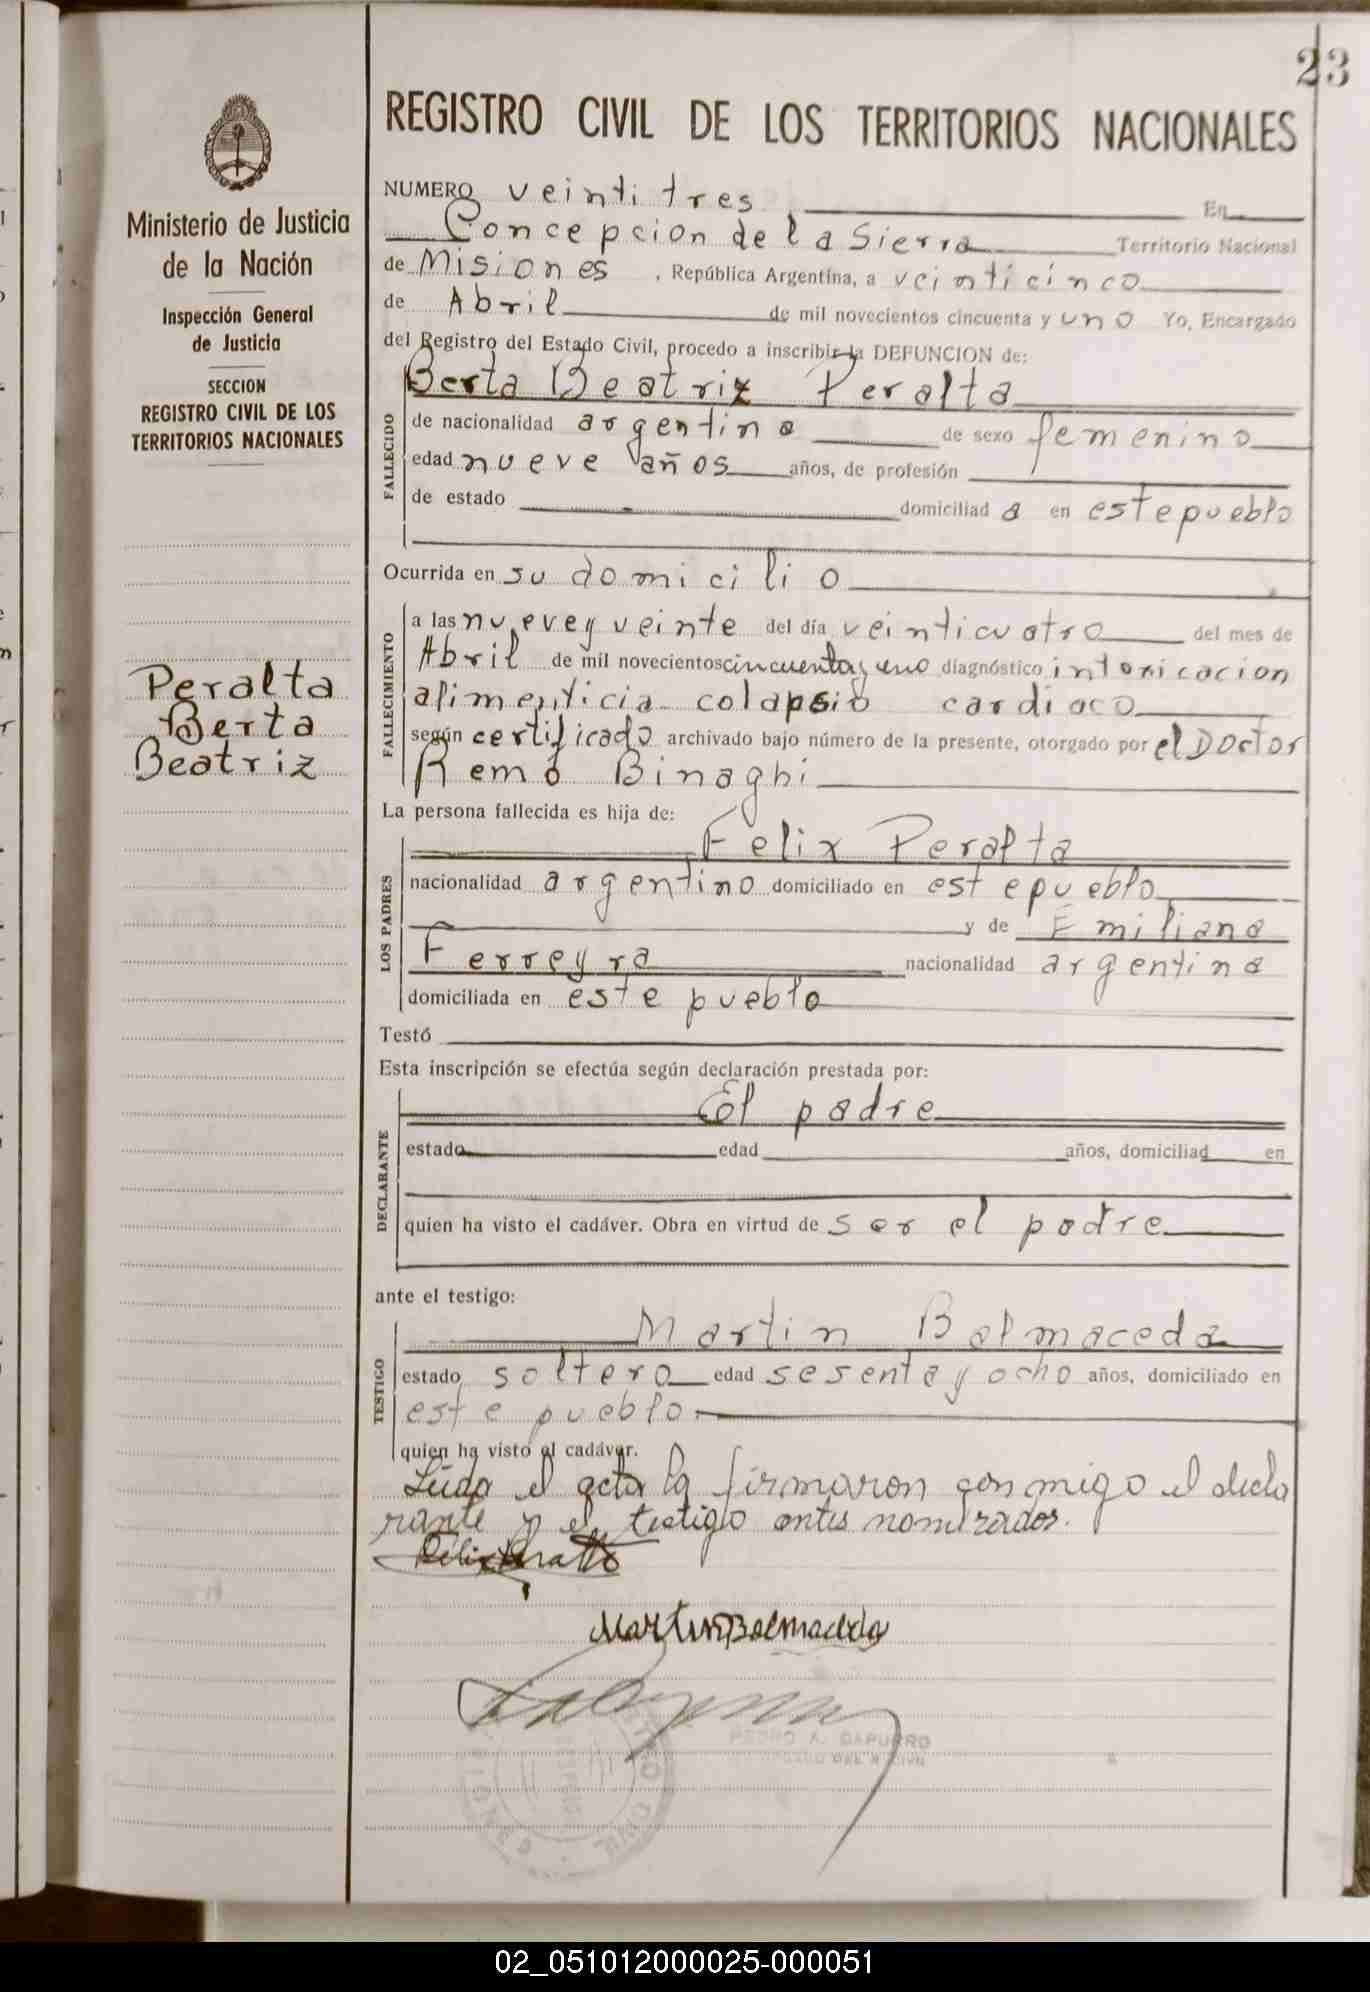 23
REGISTRO CIVIL DE LOS TERRITORIOS NACIONALES
Ministerio de Justicia
de la Nación
Inspección General
de Justicia
SECCION
REGISTRO CIVIL DE LOS
TERRITORIOS NACIONALES
Peralta
Berta
Beatriz
NUMERO veintitres En
Concepcion de la Sierra Territorio Nacional
de Misiones, República Argentina, a veinticinco
de Abril de mil novecientos cincuenta y uno Yo, Encargado
del Registro del Estado Civil, procedo a inscribir la DEFUNCION de:
Berta Beatriz Peralta
FALLECIDO
de nacionalidad argentina de sexo femenino
edad nueve años años, de profesión
de estado domiciliad a en este pueblo
Ocurrida en su domicilio
FALLECIMIENTO
a las nueve y veinte del día veinticuatro del mes de
Abril de mil novecientos cincuenta y uno diagnóstico intoxicacion
alimenticia colapsio cardiaco
según certificado archivado bajo número de la presente, otorgado por el Doctor
Remo Binaghi
La persona fallecida es hija de:
LOS PADRES
Felix Peralta
nacionalidad argentino domiciliado en este pueblo
y de Emiliana
Ferreyra nacionalidad argentina
domiciliada en este pueblo
Testó
Esta inscripción se efectúa según declaración prestada por:
DECLARANTE
El padre
estado edad años, domiciliad en
quien ha visto el cadáver. Obra en virtud de ser el padre
ante el testigo:
TESTIGO
Martin Balmaceda
estado soltero edad sesenta y ocho años, domiciliado en
este pueblo
quien ha visto el cadáver.
Leida el acta la firmaron conmigo el decla
rante y el testigo antes nombrados.
Felix Peralta
Martin Balmaceda
PEDRO A. DAPURRO
02_051012000025-000051